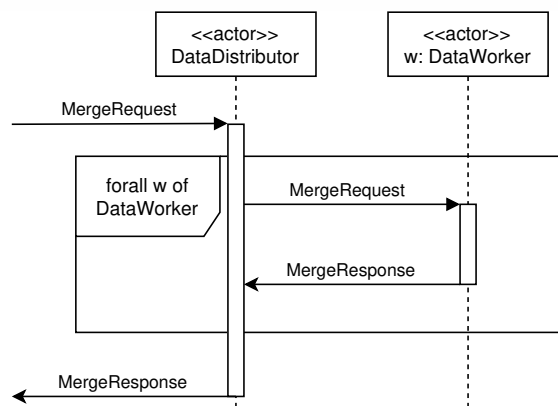 <<actor>>
DataDistributor
<<actor>>
w: DataWorker
MergeRequest
forall w of
DataWorker
MergeRequest
MergeResponse
MergeResponse